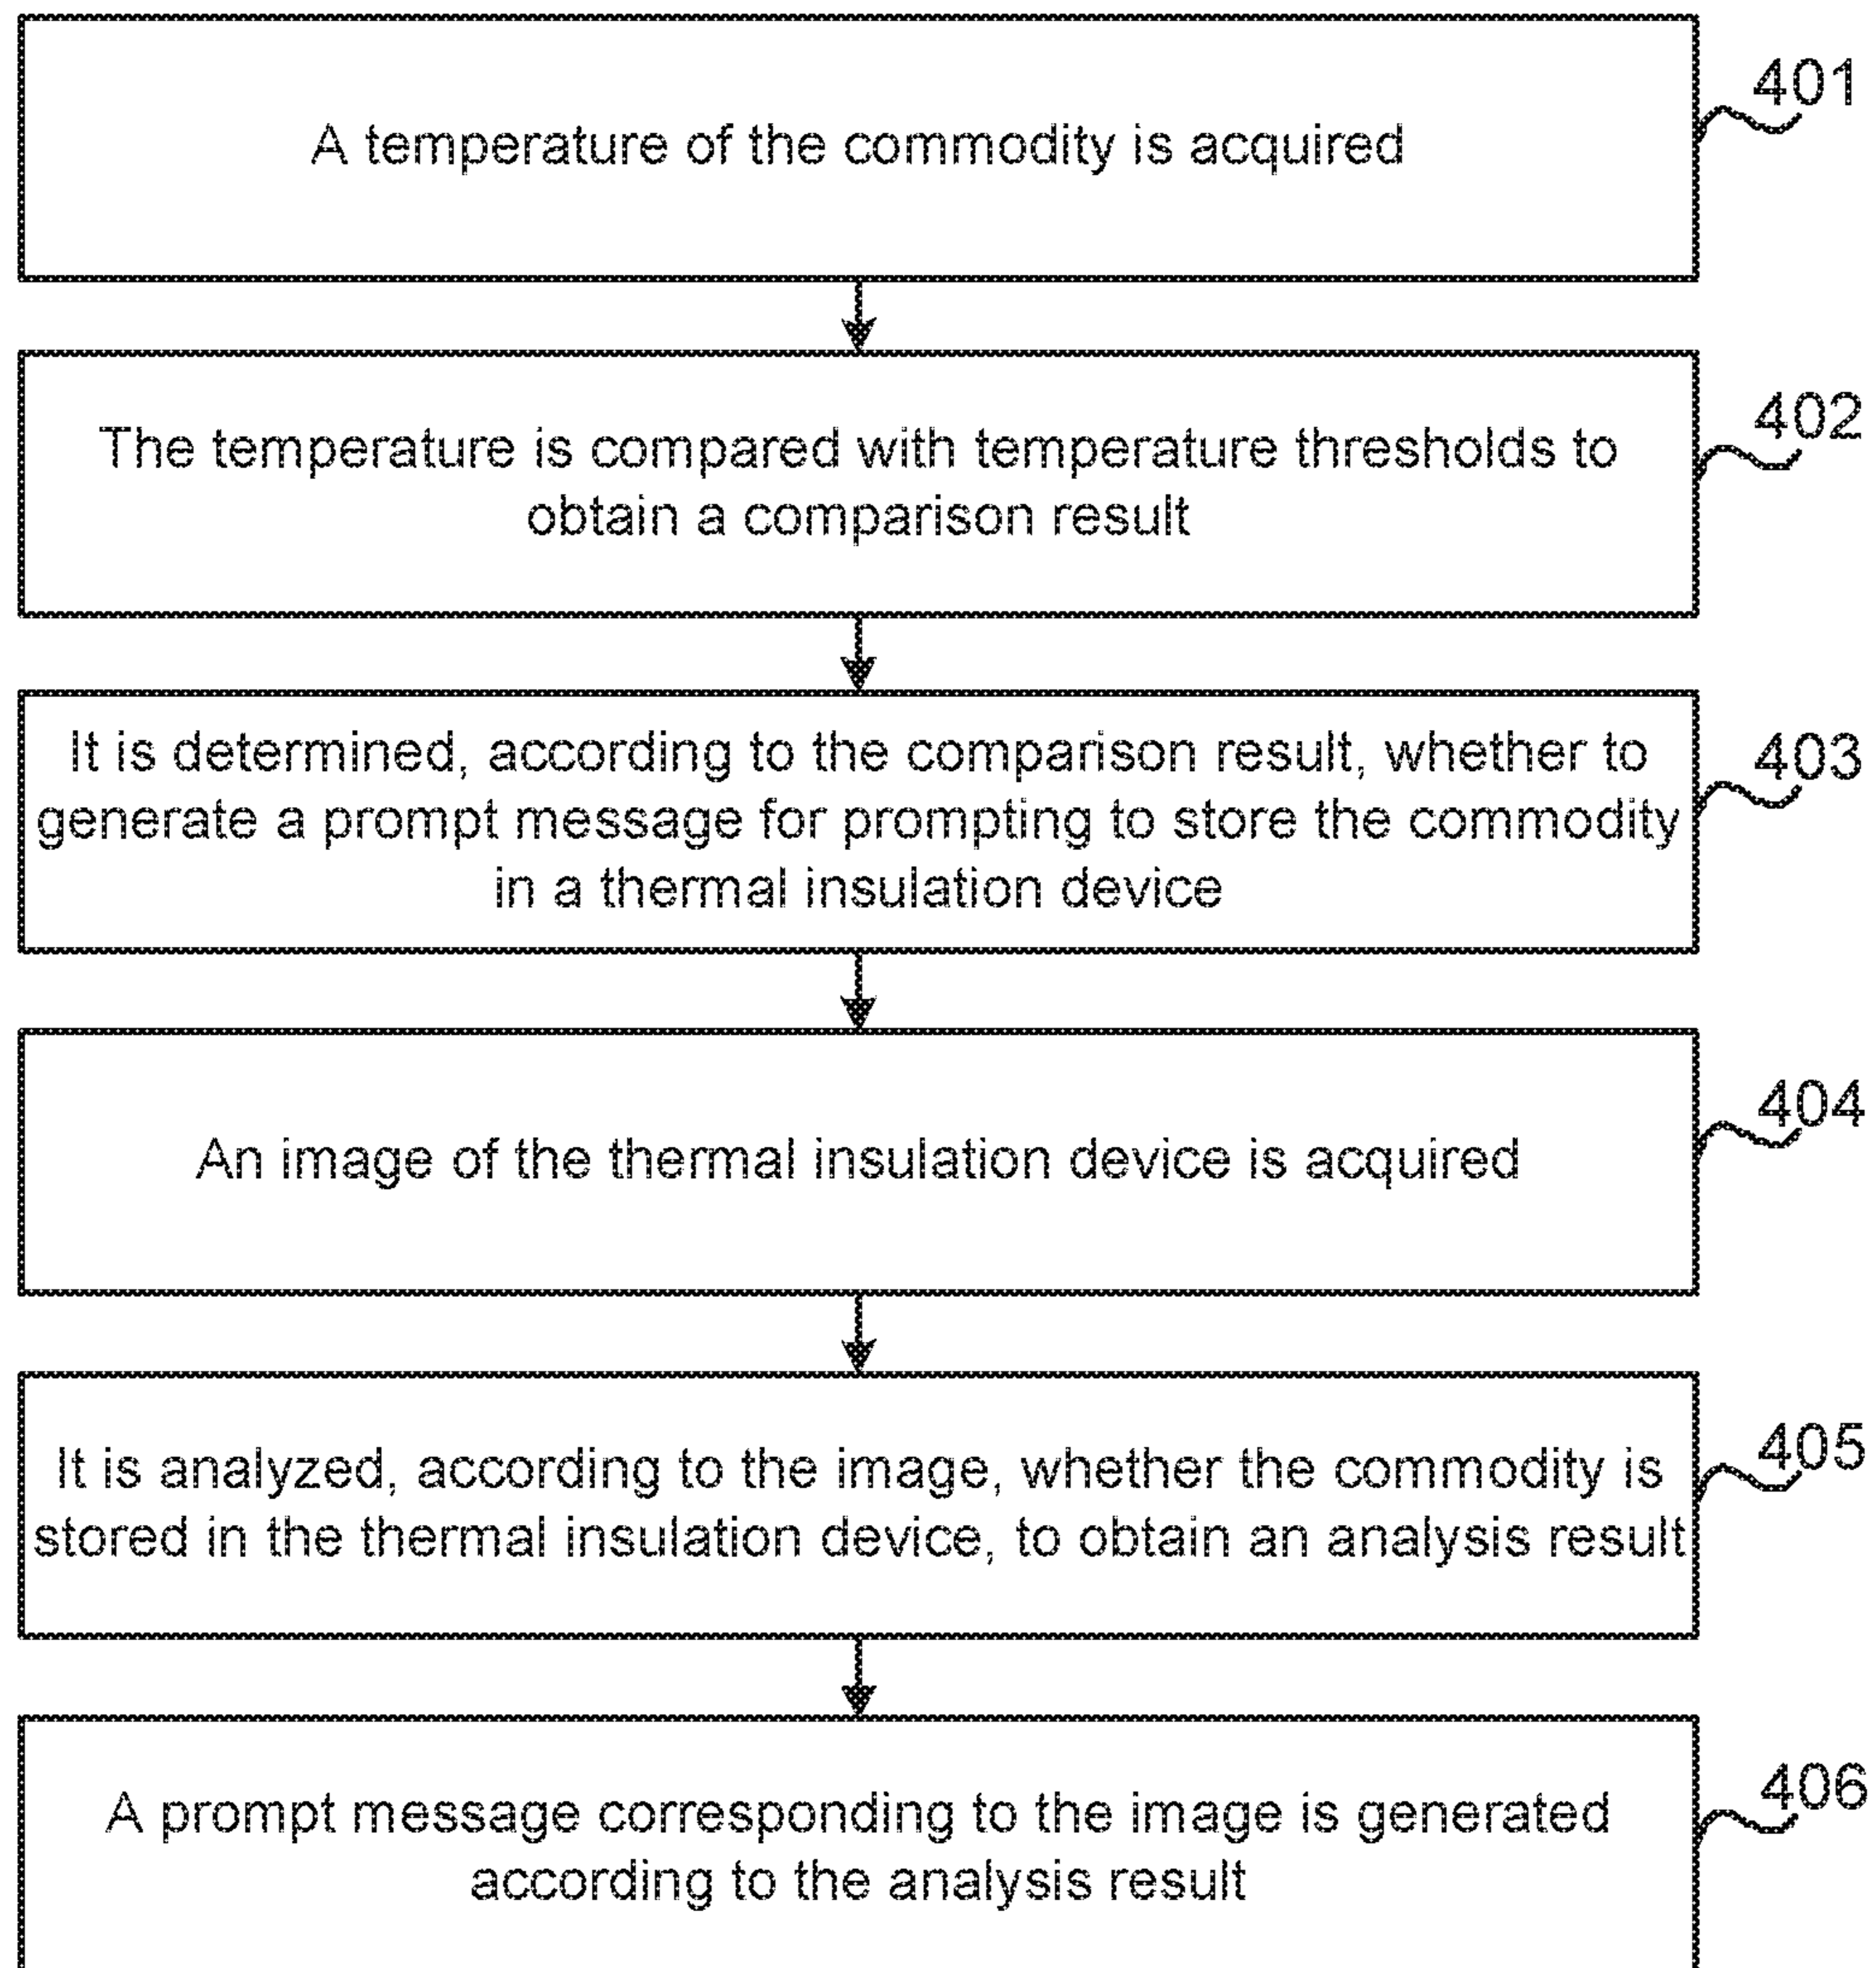 A temperature of the commodity is acquired
401
The temperature is compared with temperature thresholds to
obtain a comparison result
402
It is determined, according to the comparison result, whether to
generate a prompt message for prompting to store the commodity
in a thermal insulation device
403
An image of the thermal insulation device is acquired
404
It is analyzed, according to the image, whether the commodity is
stored in the thermal insulation device, to obtain an analysis result
405
A prompt message corresponding to the image is generated
according to the analysis result
406